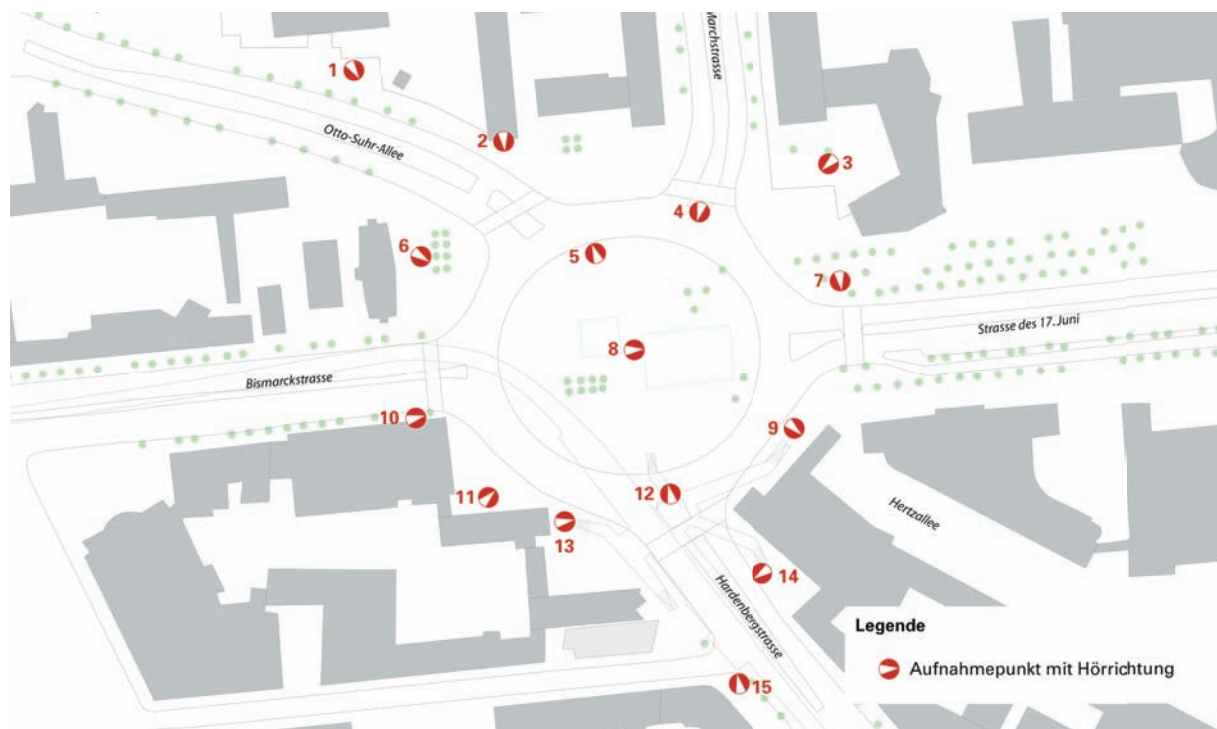 Marchstrasse
1
Otto-Suhr-Allee
2
3
4
5
6
7
Strasse des 17. Juni
8
Bismarckstrasse
10
9
11
12
13
Hertzallee
14
Hardenbergstrasse
15
Legende
Aufnahmepunkt mit Hörrichtung